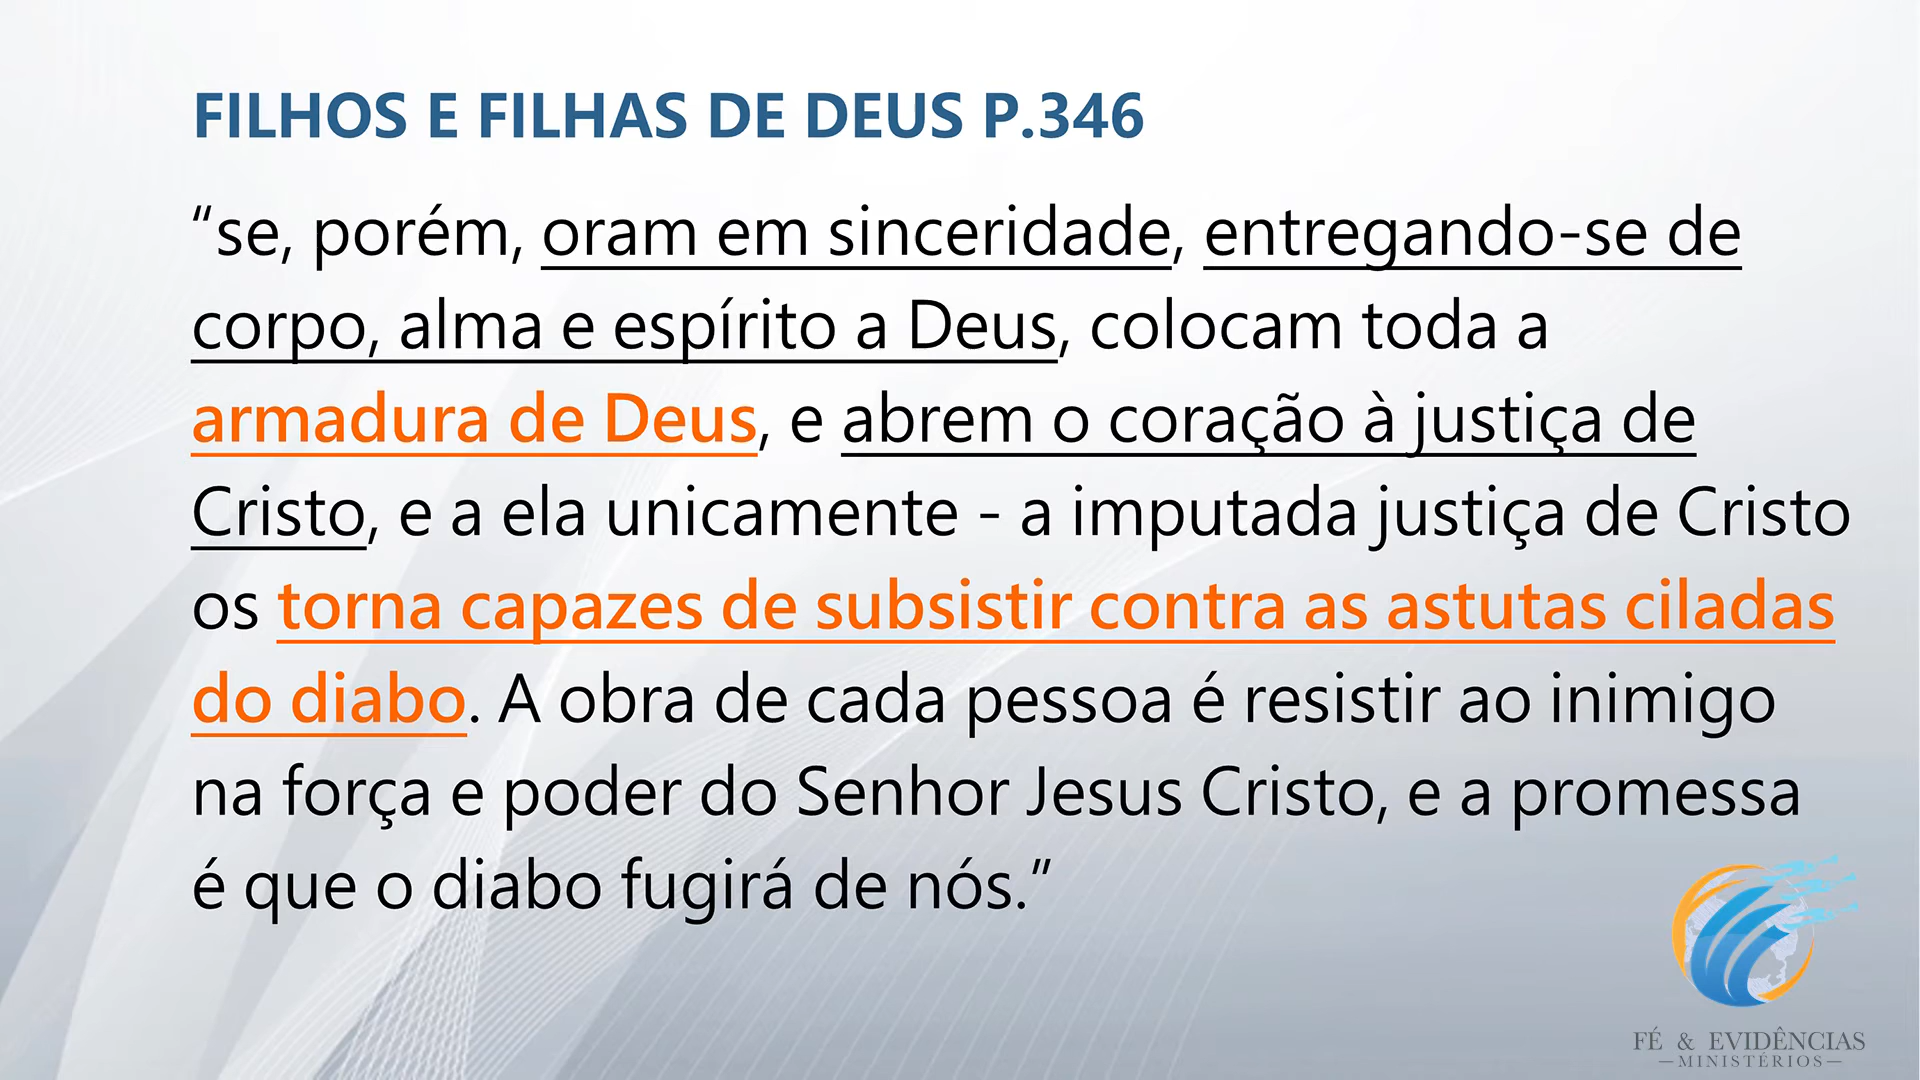 FILHOS E FILHAS DE DEUS P.346
“se, porém, oram em sinceridade, entregando-se de
corpo, alma e espírito a Deus, colocam toda a
armadura de Deus, e abrem o coração à justiça de
Cristo, e a ela unicamente - a imputada justiça de Cristo
os torna capazes de subsistir contra as astutas ciladas
do diabo. A obra de cada pessoa é resistir ao inimigo
na força e poder do Senhor Jesus Cristo, e a promessa
é que o diabo fugirá de nós.”
FÉ & EVIDÊNCIAS
—MINISTÉRIOS—